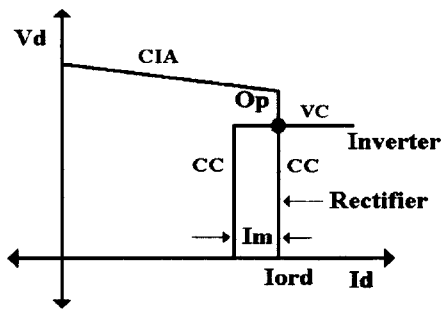 Vd
CIA
Op
VC
Inverter
CC
CC
Rectifier
Im
Iord
Id